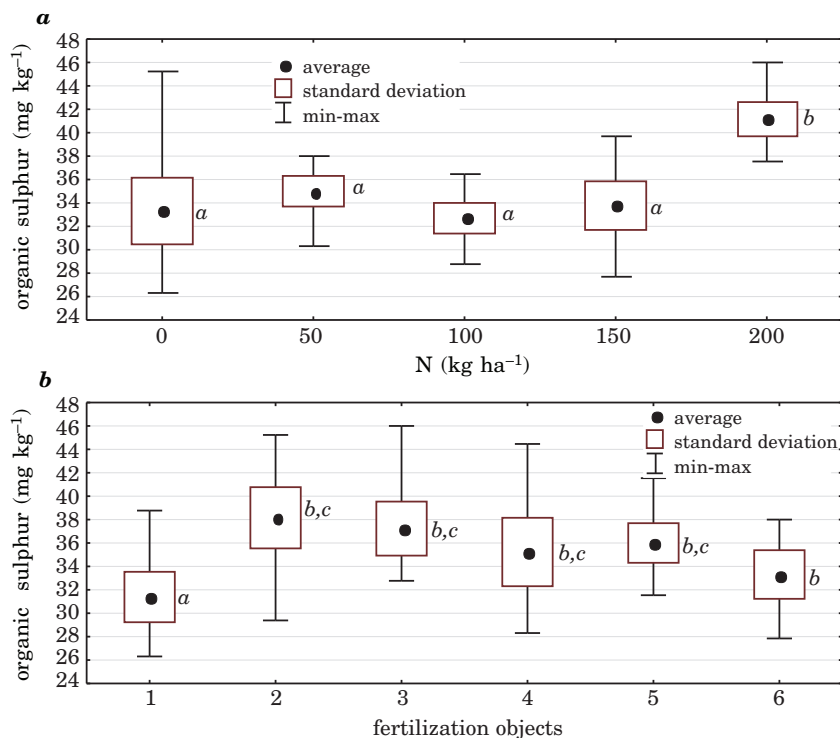 a
organic sulphur (mg kg⁻¹)
48
46
44
42
41
38
36
34
32
30
28
26
24
average
standard deviation
min-max
a
a
a
a
b
0 50 100 150 200
N (kg ha⁻¹)
b
organic sulphur (mg kg⁻¹)
48
46
44
42
40
38
36
34
32
31
28
26
24
average
standard deviation
min-max
a
b,c
b,c
b,c
b,c
b
1 2 3 4 5 6
fertilization objects